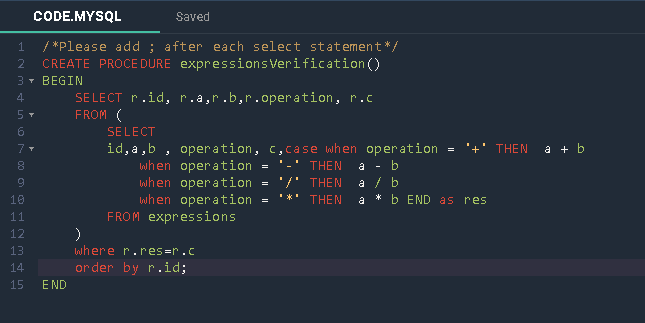 CODE.MYSQL Saved
1 /*Please add ; after each select statement*/
2 CREATE PROCEDURE expressionsVerification()
3 BEGIN
4 SELECT r.id, r.a,r.b,r.operation, r.c
5 FROM (
6 SELECT
7 id,a,b , operation, c,case when operation = '+' THEN a + b
8 when operation = '-' THEN a - b
9 when operation = '/' THEN a / b
10 when operation = '*' THEN a * b END as res
11 FROM expressions
12 )
13 where r.res=r.c
14 order by r.id;
15 END